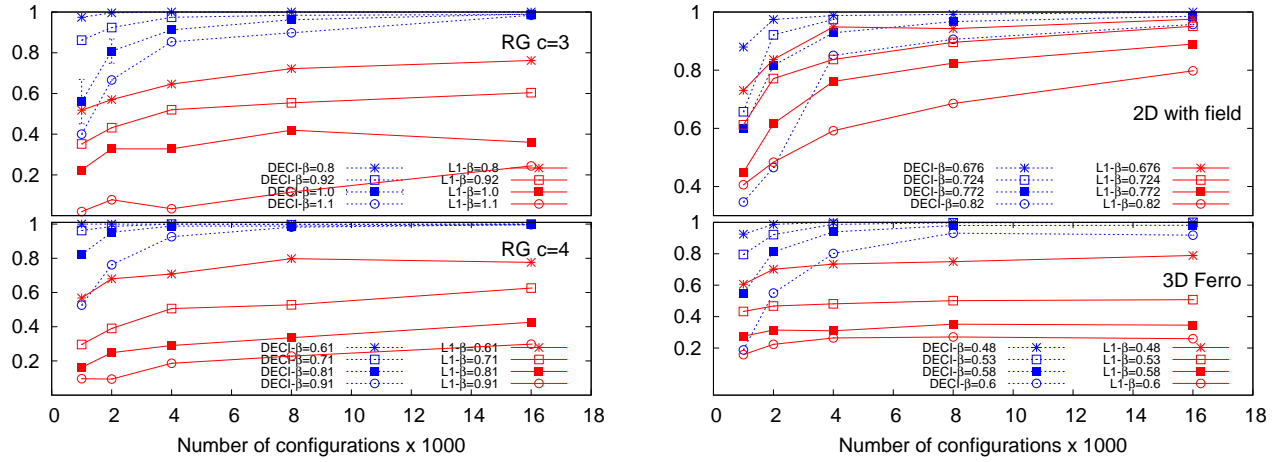 1
0.8
0.6
0.4
0.2
RG c=3
DECI-β=0.8
DECI-β=0.92
DECI-β=1.0
DECI-β=1.1
L1-β=0.8
L1-β=0.92
L1-β=1.0
L1-β=1.1
1
0.8
0.6
0.4
0.2
RG c=4
DECI-β=0.61
DECI-β=0.71
DECI-β=0.81
DECI-β=0.91
L1-β=0.61
L1-β=0.71
L1-β=0.81
L1-β=0.91
0 2 4 6 8 10 12 14 16 18
Number of configurations x 1000
1
0.8
0.6
0.4
2D with field
DECI-β=0.676
DECI-β=0.724
DECI-β=0.772
DECI-β=0.82
L1-β=0.676
L1-β=0.724
L1-β=0.772
L1-β=0.82
1
0.8
0.6
0.4
0.2
3D Ferro
DECI-β=0.48
DECI-β=0.53
DECI-β=0.58
DECI-β=0.6
L1-β=0.48
L1-β=0.53
L1-β=0.58
L1-β=0.6
0 2 4 6 8 10 12 14 16 18
Number of configurations x 1000